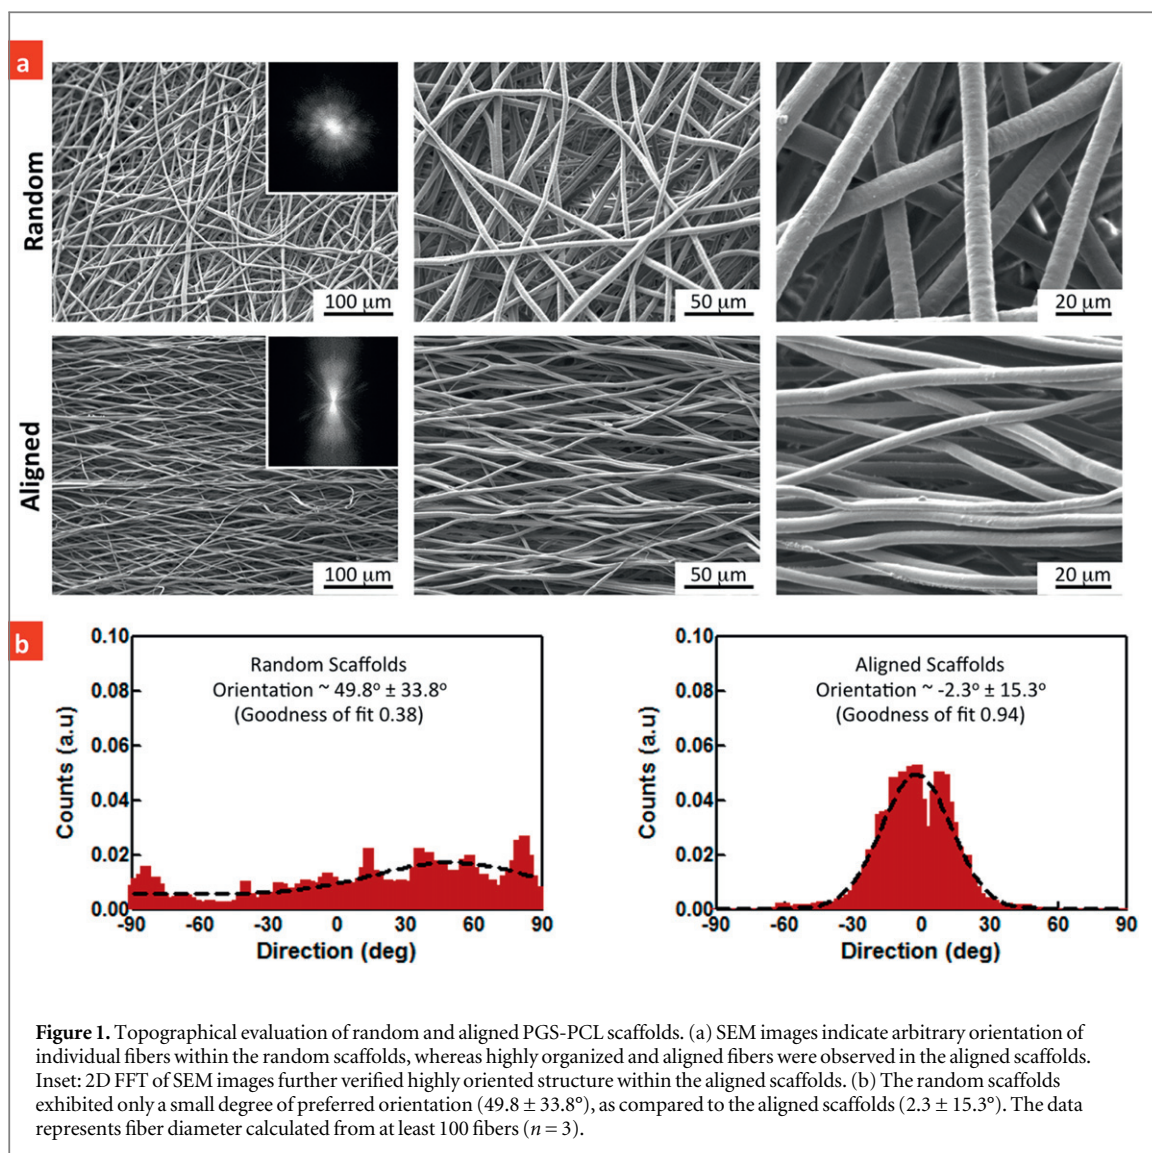 a
Random
100 μm
50 μm
20 μm
Aligned
100 μm
50 μm
20 μm
b
Counts (a.u)
0.10
0.08
0.06
0.04
0.02
0.00
Random Scaffolds
Orientation ~ 49.8º ± 33.8º
(Goodness of fit 0.38)
-90 -60 -30 0 30 60 90
Direction (deg)
Counts (a.u)
0.10
0.08
0.06
0.04
0.02
0.00
Aligned Scaffolds
Orientation ~ -2.3º ± 15.3º
(Goodness of fit 0.94)
-90 -60 -30 0 30 60 90
Direction (deg)
Figure 1. Topographical evaluation of random and aligned PGS-PCL scaffolds. (a) SEM images indicate arbitrary orientation of
individual fibers within the random scaffolds, whereas highly organized and aligned fibers were observed in the aligned scaffolds.
Inset: 2D FFT of SEM images further verified highly oriented structure within the aligned scaffolds. (b) The random scaffolds
exhibited only a small degree of preferred orientation (49.8 ± 33.8°), as compared to the aligned scaffolds (2.3 ± 15.3°). The data
represents fiber diameter calculated from at least 100 fibers (n = 3).